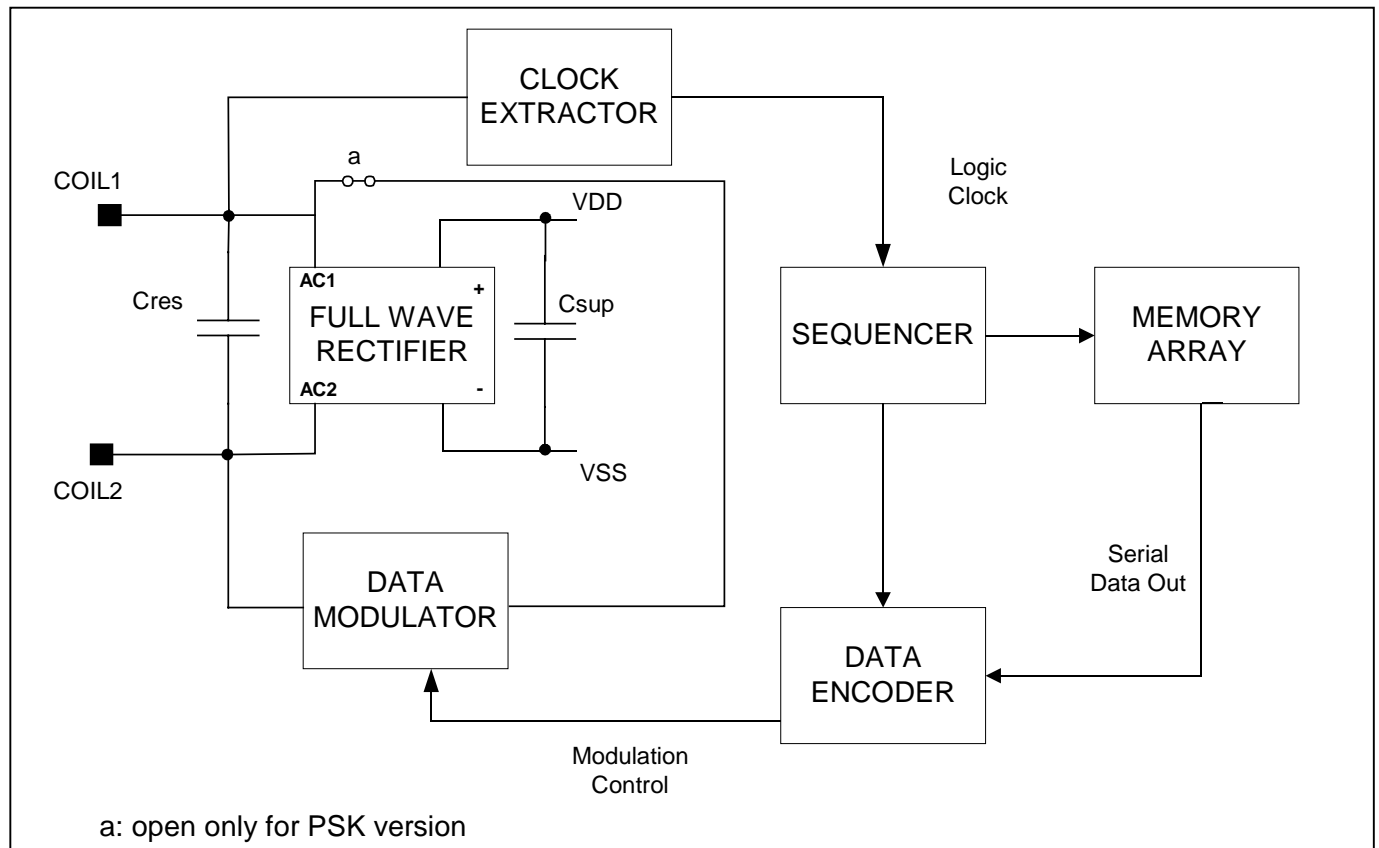 CLOCK
EXTRACTOR
a
COIL1
Logic
Clock
VDD
AC1
+
Cres
FULL WAVE
RECTIFIER
Csup
SEQUENCER
MEMORY
ARRAY
AC2
-
COIL2
VSS
DATA
MODULATOR
Serial
Data Out
DATA
ENCODER
Modulation
Control
a: open only for PSK version